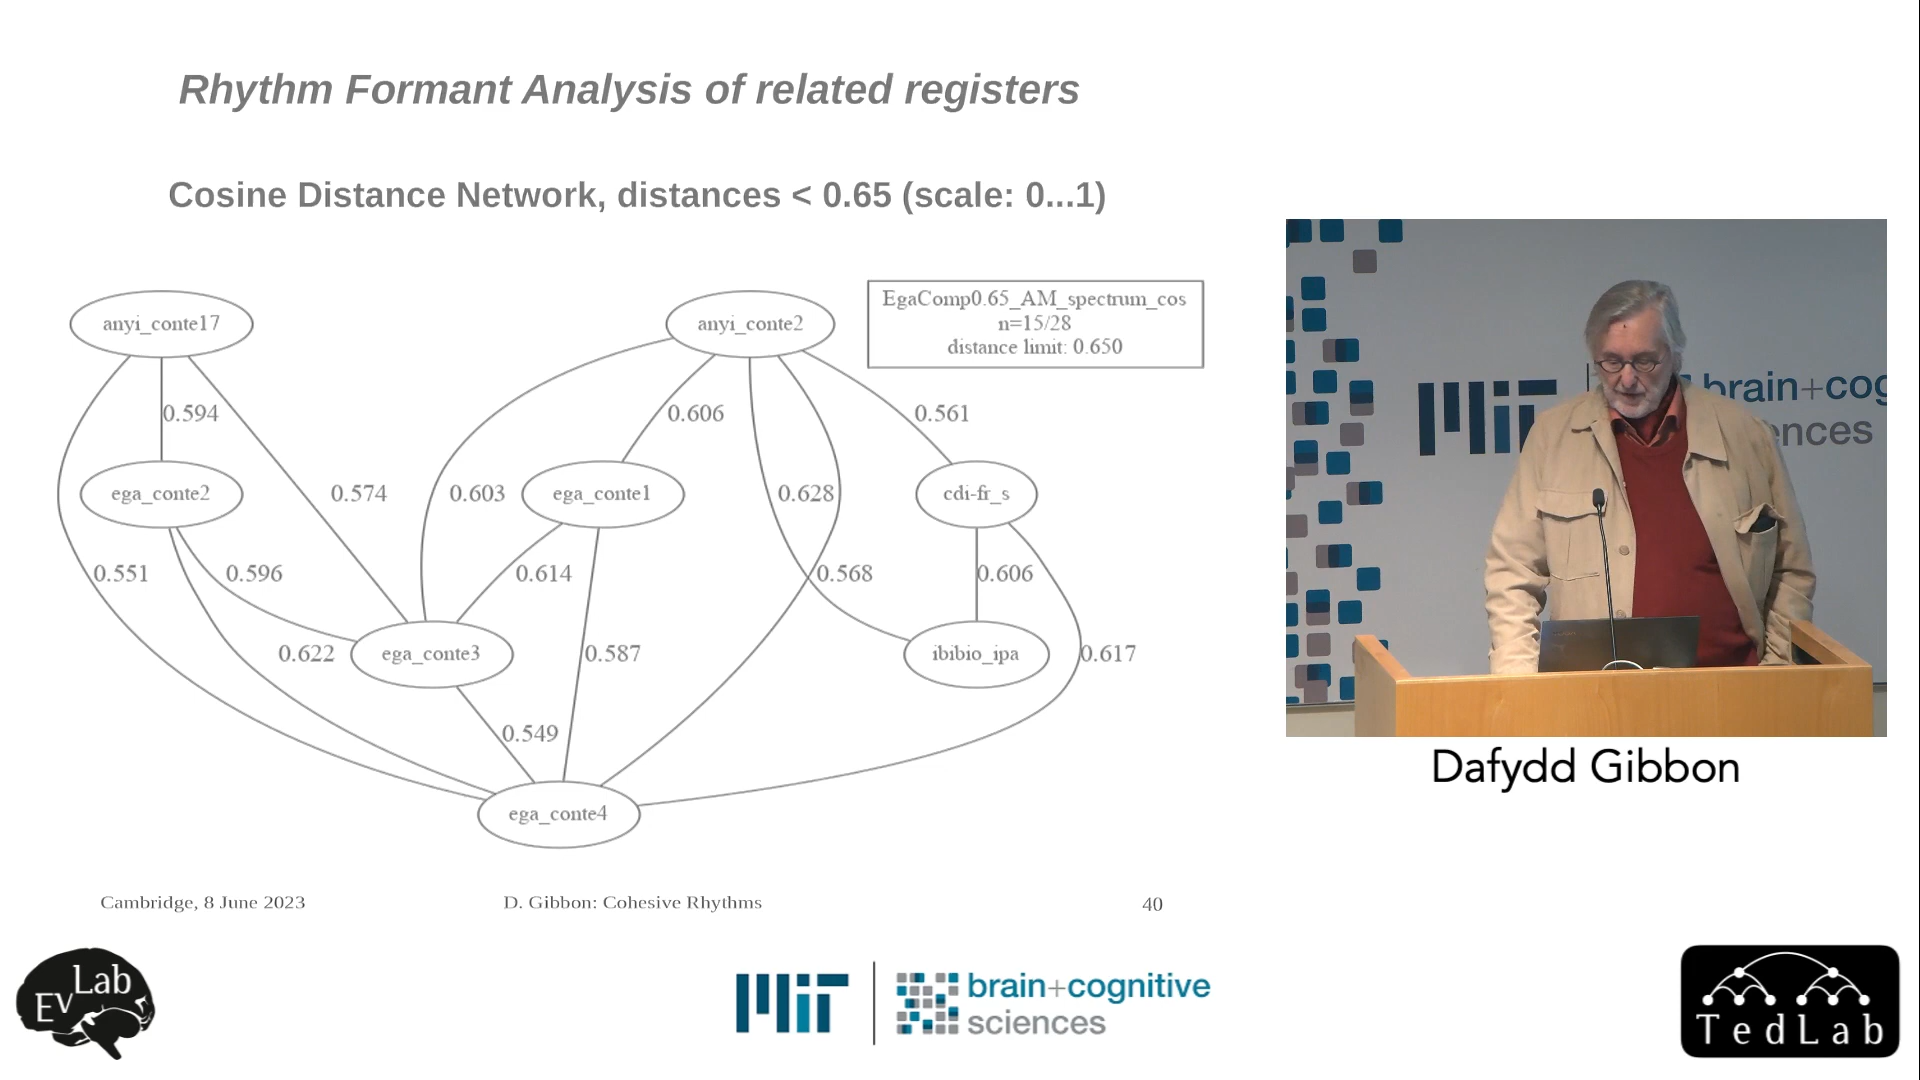 Rhythm Formant Analysis of related registers
Cosine Distance Network, distances < 0.65 (scale: 0...1)
EgaComp0.65_AM_spectrum_cos
n=15/28
distance limit: 0.650
anyi_conte17
anyi_conte2
0.594
0.606
0.561
ega_conte2
0.574
0.603
ega_conte1
0.628
cdi-fr_s
0.551
0.596
0.614
0.568
0.606
0.622
ega_conte3
0.587
ibibio_ipa
0.617
0.549
ega_conte4
Cambridge, 8 June 2023
D. Gibbon: Cohesive Rhythms
40
MIT
brain+cog
ences
Dafydd Gibbon
EvLab
MIT
brain+cognitive
sciences
TedLab